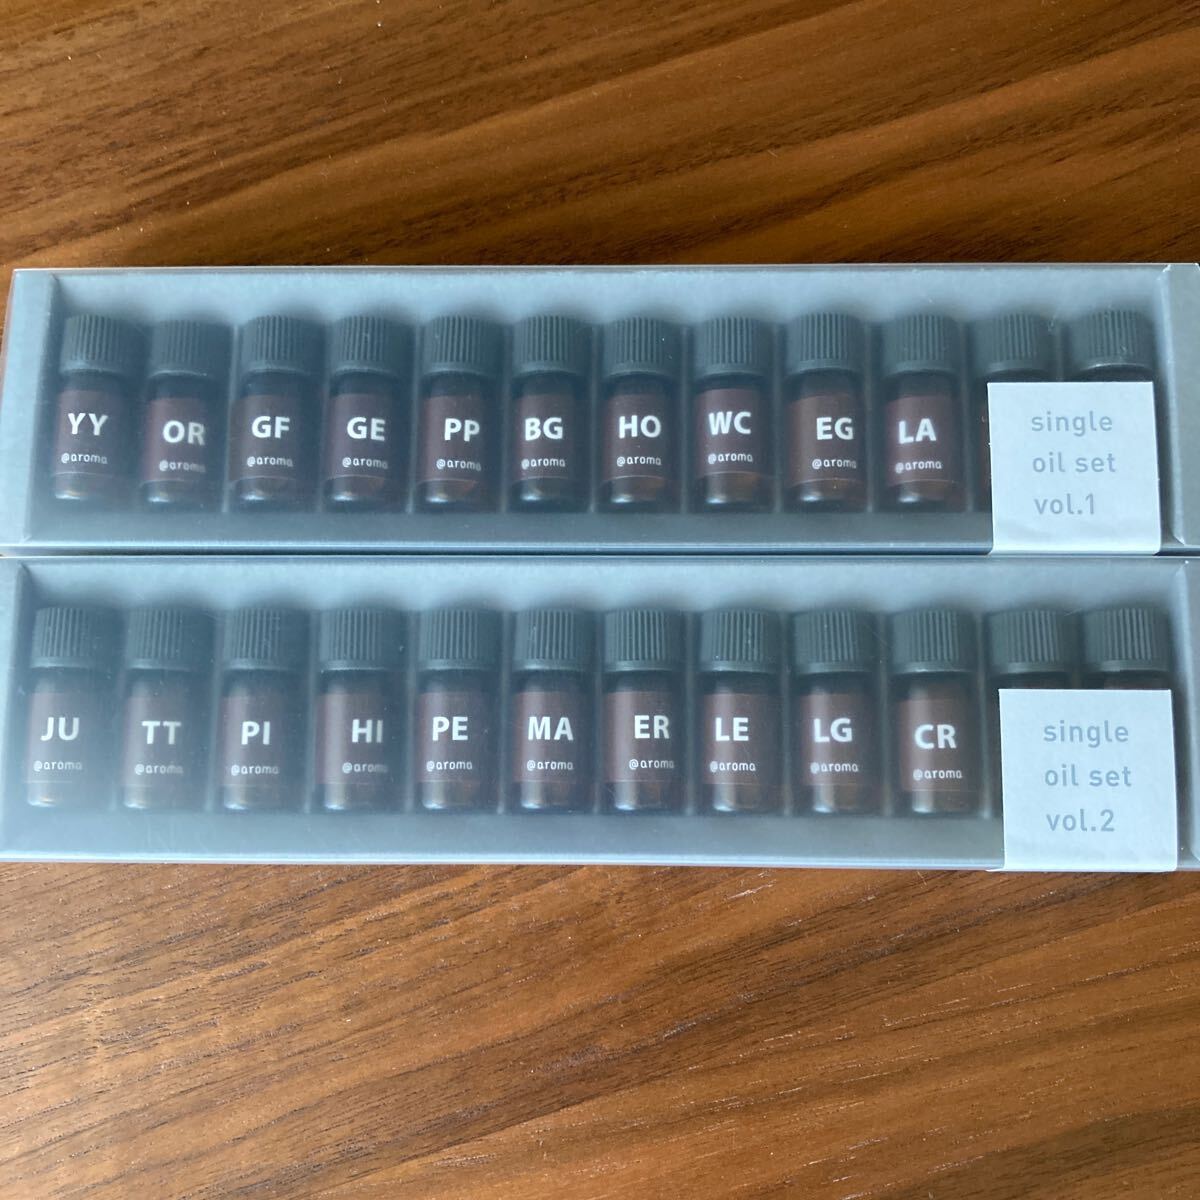 YY
@aroma
OR
@aroma
GF
@aroma
GE
@aroma
PP
@aroma
BG
@aroma
HO
@aroma
WC
@aroma
EG
@aroma
LA
@aroma
single
oil set
vol.1
JU
@aroma
TT
@aroma
PI
@aroma
HI
@aroma
PE
@aroma
MA
@aroma
ER
@aroma
LE
@aroma
LG
@aroma
CR
@aroma
single
oil set
vol.2